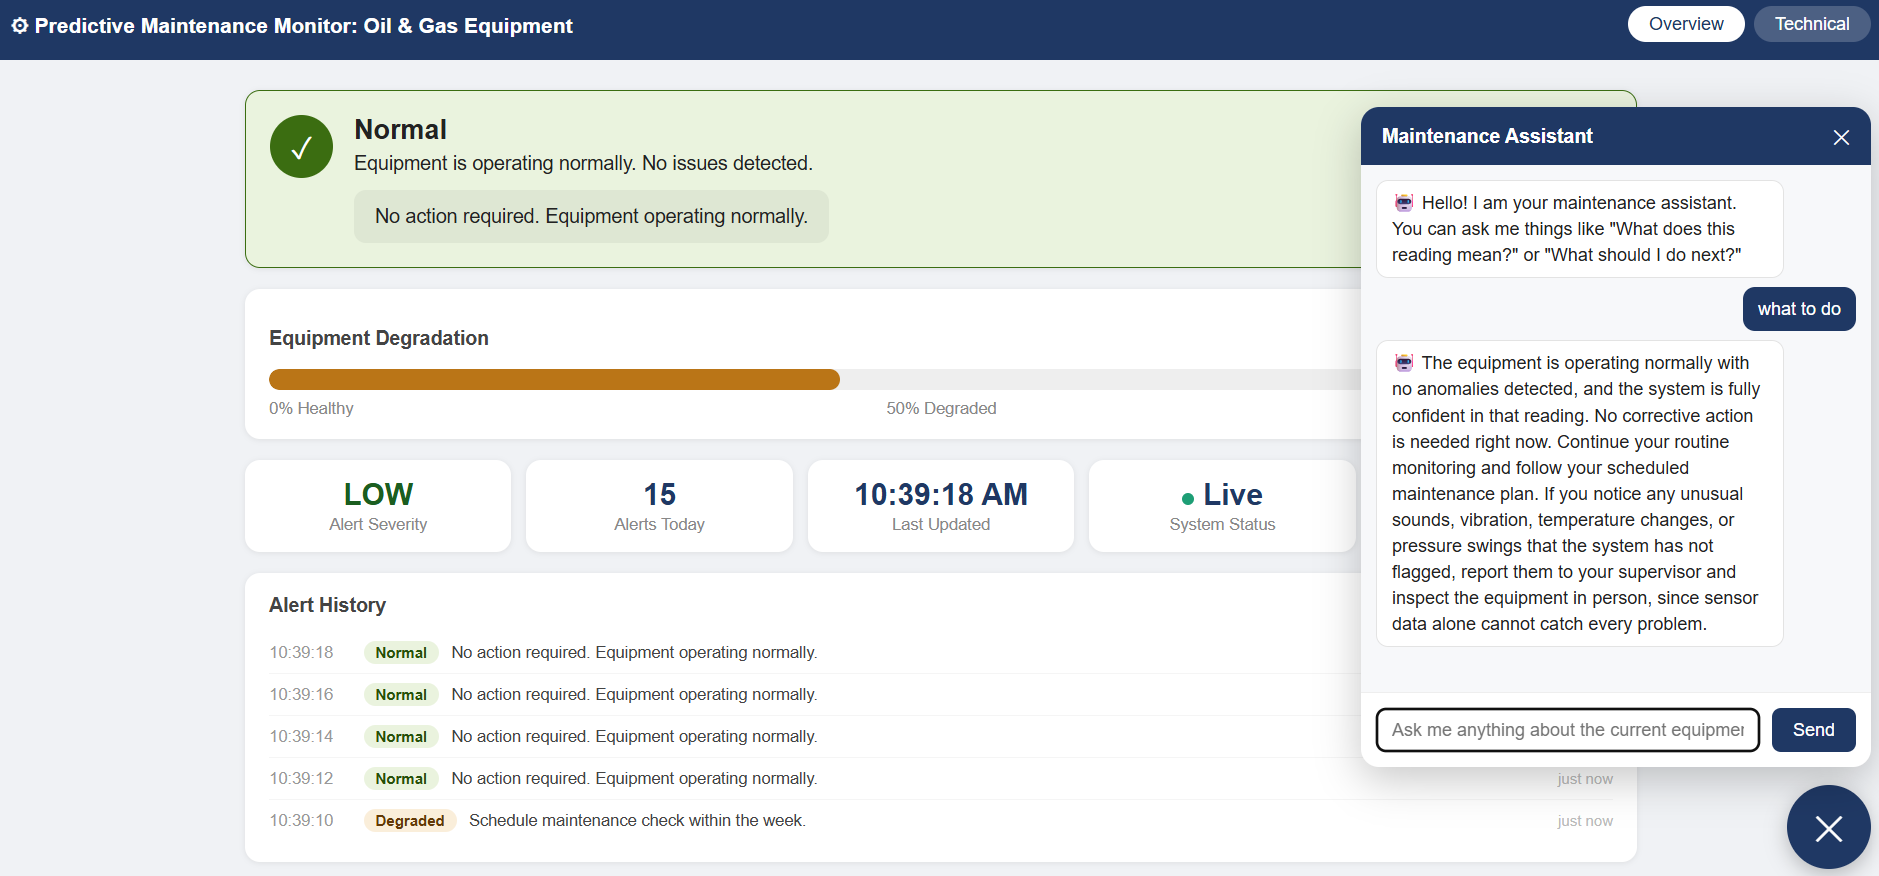 ⚙ Predictive Maintenance Monitor: Oil & Gas Equipment
Overview
Technical
✓
Normal
Equipment is operating normally. No issues detected.
No action required. Equipment operating normally.
Equipment Degradation
0% Healthy
50% Degraded
LOW
Alert Severity
15
Alerts Today
10:39:18 AM
Last Updated
Live
System Status
Alert History
10:39:18 Normal No action required. Equipment operating normally.
10:39:16 Normal No action required. Equipment operating normally.
10:39:14 Normal No action required. Equipment operating normally.
10:39:12 Normal No action required. Equipment operating normally. just now
10:39:10 Degraded Schedule maintenance check within the week. just now
Maintenance Assistant
Hello! I am your maintenance assistant.
You can ask me things like "What does this
reading mean?" or "What should I do next?"
what to do
The equipment is operating normally with
no anomalies detected, and the system is fully
confident in that reading. No corrective action
is needed right now. Continue your routine
monitoring and follow your scheduled
maintenance plan. If you notice any unusual
sounds, vibration, temperature changes, or
pressure swings that the system has not
flagged, report them to your supervisor and
inspect the equipment in person, since sensor
data alone cannot catch every problem.
Ask me anything about the current equipmen
Send